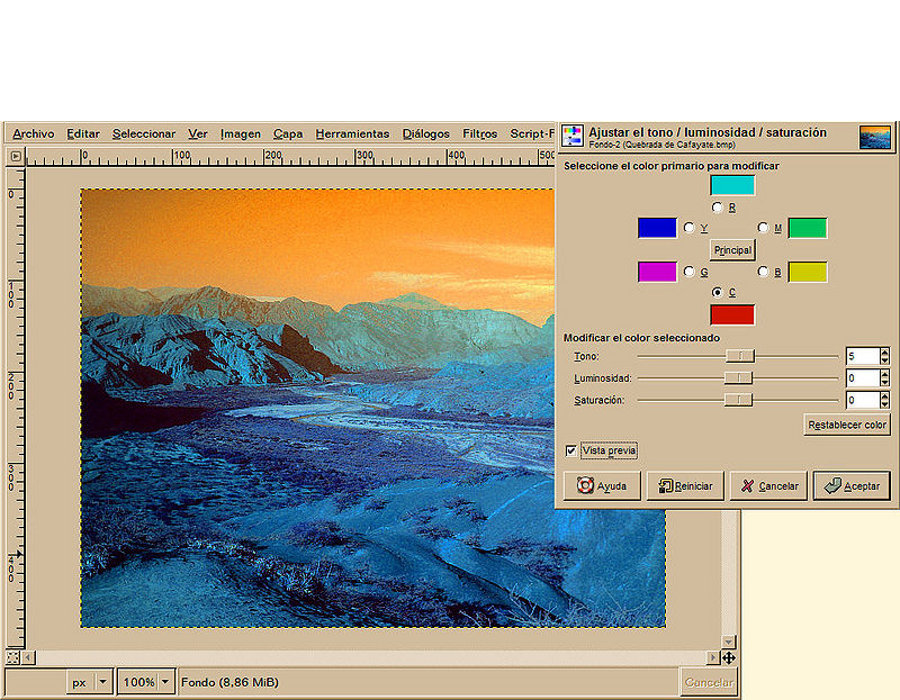 Archivo Editar Seleccionar Ver Imagen Capa Herramientas Diálogos Filtros Script-F
0 100 200 300 400 500
0
100
200
300
400
px 100% Fondo (8,86 MiB) Cancelar
Ajustar el tono / luminosidad / saturación
Fondo-2 (Quebrada de Cafayate.bmp)
Seleccione el color primario para modificar
R
Y M
Principal
G B
C
Modificar el color seleccionado
Tono: 5
Luminosidad: 0
Saturación: 0
Restablecer color
Vista previa
Ayuda Reiniciar Cancelar Aceptar